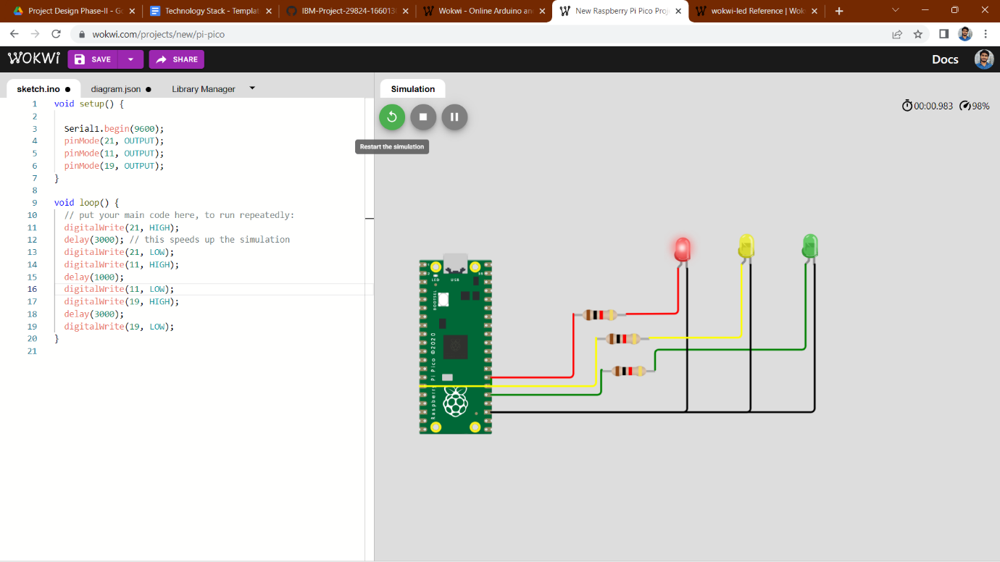 Project Design Phase-II - Go
Technology Stack - Templat
IBM-Project-29824-1660138
Wokwi - Online Arduino an
New Raspberry Pi Pico Proj
wokwi-led Reference | Wok
wokwi.com/projects/new/pi-pico
WOKWI
SAVE
SHARE
Docs
sketch.ino
diagram.json
Library Manager
Simulation
1 void setup() {
2
3 Serial1.begin(9600);
4 pinMode(21, OUTPUT);
5 pinMode(11, OUTPUT);
6 pinMode(19, OUTPUT);
7 }
8
9 void loop() {
10 // put your main code here, to run repeatedly:
11 digitalWrite(21, HIGH);
12 delay(3000); // this speeds up the simulation
13 digitalWrite(21, LOW);
14 digitalWrite(11, HIGH);
15 delay(1000);
16 digitalWrite(11, LOW);
17 digitalWrite(19, HIGH);
18 delay(3000);
19 digitalWrite(19, LOW);
20 }
21
00:00.983
98%
Restart the simulation
LED
USB
BOOTSEL
Raspberry Pi Pico ©2020